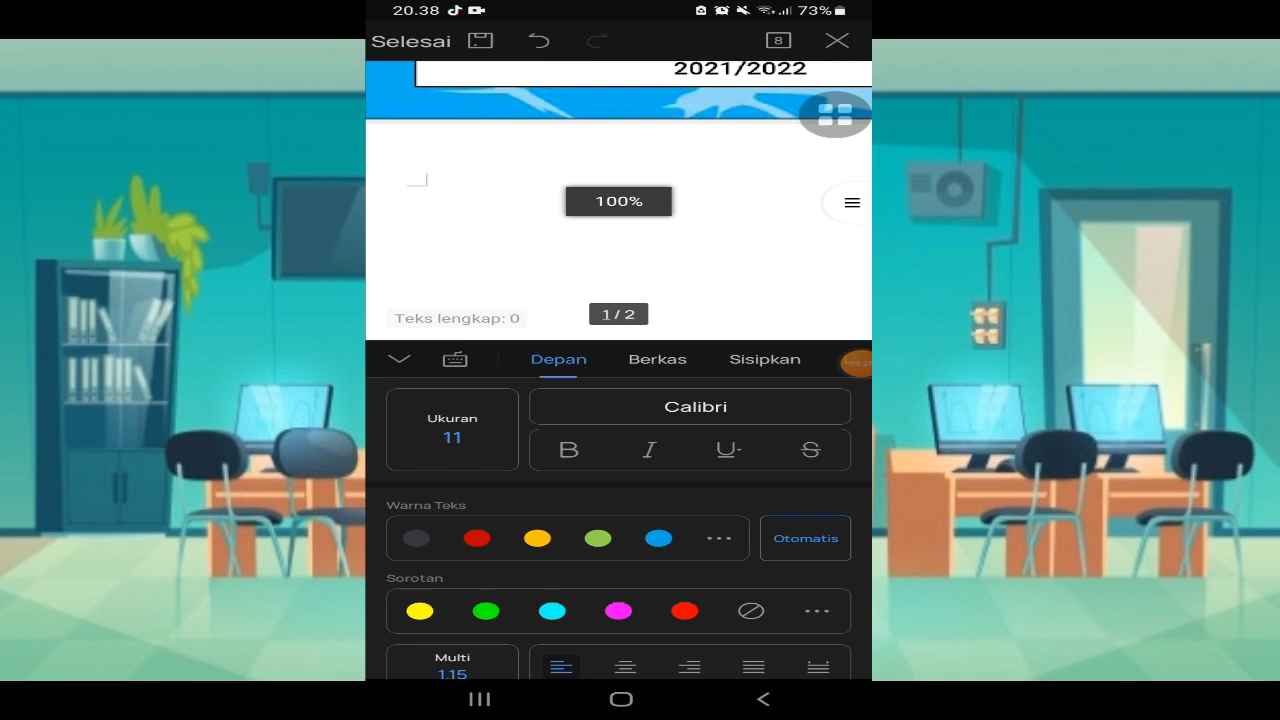 20.38 73%
Selesai 8
2021/2022
100%
Teks lengkap: 0 1/2
Depan Berkas Sisipkan
Ukuran
11
Calibri
B I U S
Warna Teks
Otomatis
Sorotan
Multi
1.15